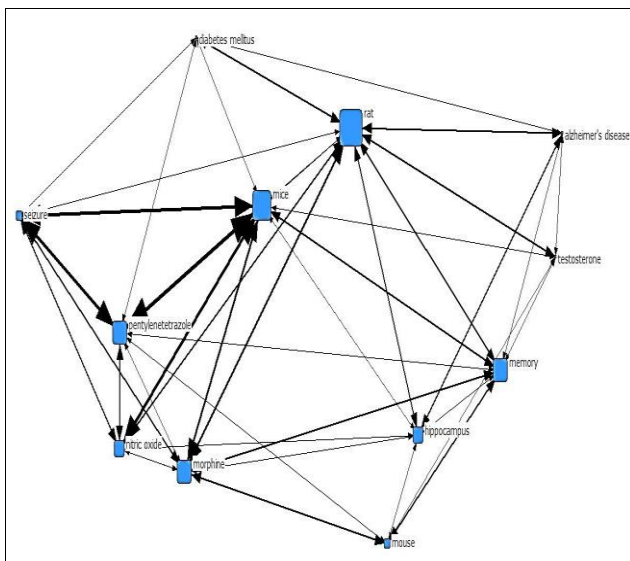 diabetes mellitus
rat
alzheimer's disease
mice
seizure
testosterone
pentylenetetrazole
memory
hippocampus
nitric oxide
morphine
mouse